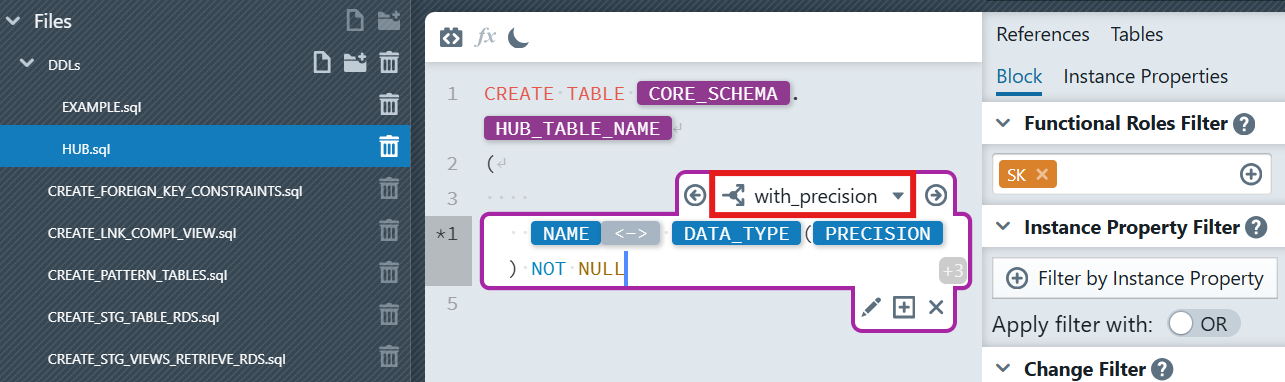 Files
DDLs
EXAMPLE.sql
HUB.sql
CREATE_FOREIGN_KEY_CONSTRAINTS.sql
CREATE_LNK_COMPL_VIEW.sql
CREATE_PATTERN_TABLES.sql
CREATE_STG_TABLE_RDS.sql
CREATE_STG_VIEWS_RETRIEVE_RDS.sql
fx
1 CREATE TABLE CORE_SCHEMA.
HUB_TABLE_NAME
2 (
3
with_precision
*1 NAME <-> DATA_TYPE(PRECISION
) NOT NULL
+3
5
References Tables
Block Instance Properties
Functional Roles Filter ?
SK ×
Instance Property Filter ?
Filter by Instance Property
Apply filter with: OR
Change Filter ?